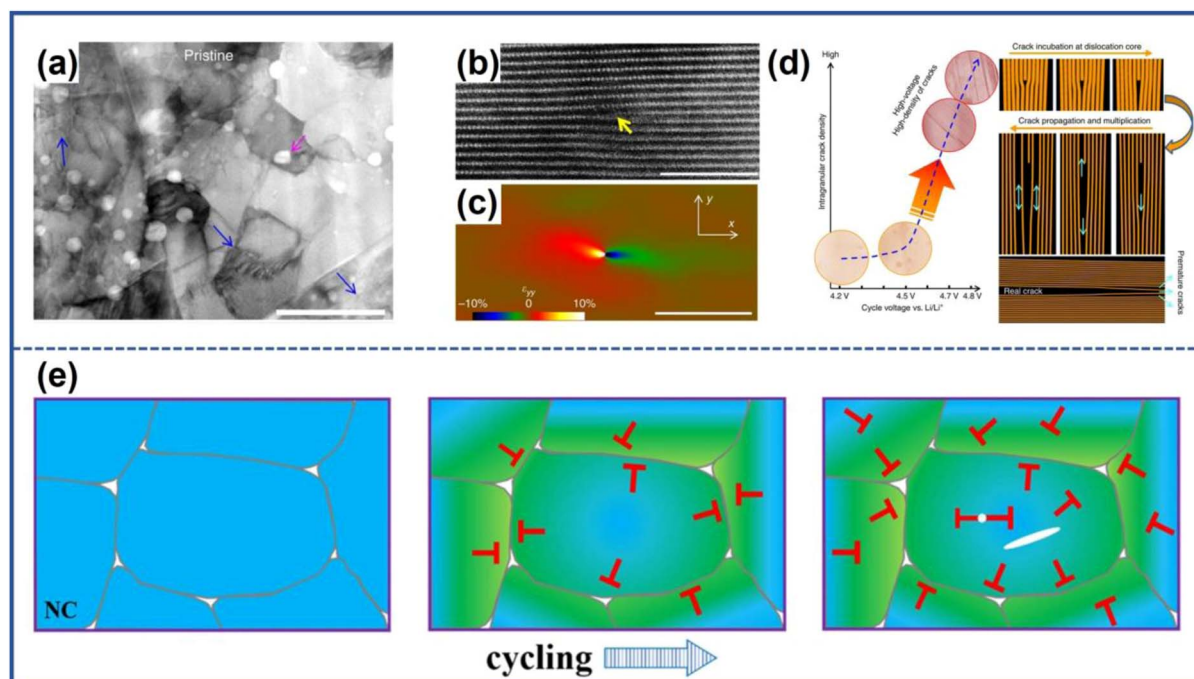 (a)
Pristine
(b)
(c)
y
x
εyy
−10% 0 10%
(d)
High
Intragranular crack density
High-voltage
High-density of cracks
4.2 V 4.5 V 4.7 V 4.8 V
Cycle voltage vs. Li/Li⁺
Crack incubation at dislocation core
Crack propagation and multiplication
Real crack
Premature
cracks
(e)
NC
cycling